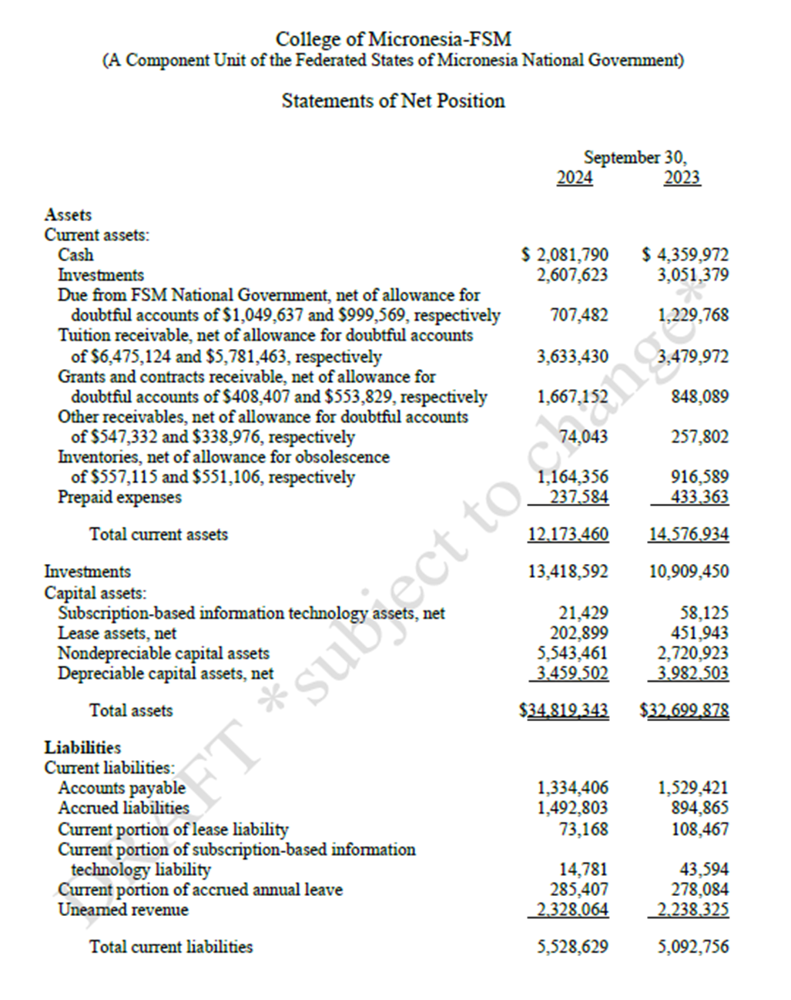 College of Micronesia-FSM
(A Component Unit of the Federated States of Micronesia National Government)
Statements of Net Position
September 30,
2024 2023
Assets
Current assets:
Cash $ 2,081,790 $ 4,359,972
Investments 2,607,623 3,051,379
Due from FSM National Government, net of allowance for
doubtful accounts of $1,049,637 and $999,569, respectively 707,482 1,229,768
Tuition receivable, net of allowance for doubtful accounts
of $6,475,124 and $5,781,463, respectively 3,633,430 3,479,972
Grants and contracts receivable, net of allowance for
doubtful accounts of $408,407 and $553,829, respectively 1,667,152 848,089
Other receivables, net of allowance for doubtful accounts
of $547,332 and $338,976, respectively 74,043 257,802
Inventories, net of allowance for obsolescence
of $557,115 and $551,106, respectively 1,164,356 916,589
Prepaid expenses 237,584 433,363
Total current assets 12,173,460 14,576,934
Investments 13,418,592 10,909,450
Capital assets:
Subscription-based information technology assets, net 21,429 58,125
Lease assets, net 202,899 451,943
Nondepreciable capital assets 5,543,461 2,720,923
Depreciable capital assets, net 3,459,502 3,982,503
Total assets $34,819,343 $32,699,878
Liabilities
Current liabilities:
Accounts payable 1,334,406 1,529,421
Accrued liabilities 1,492,803 894,865
Current portion of lease liability 73,168 108,467
Current portion of subscription-based information
technology liability 14,781 43,594
Current portion of accrued annual leave 285,407 278,084
Unearned revenue 2,328,064 2,238,325
Total current liabilities 5,528,629 5,092,756
DRAFT *subject to change*